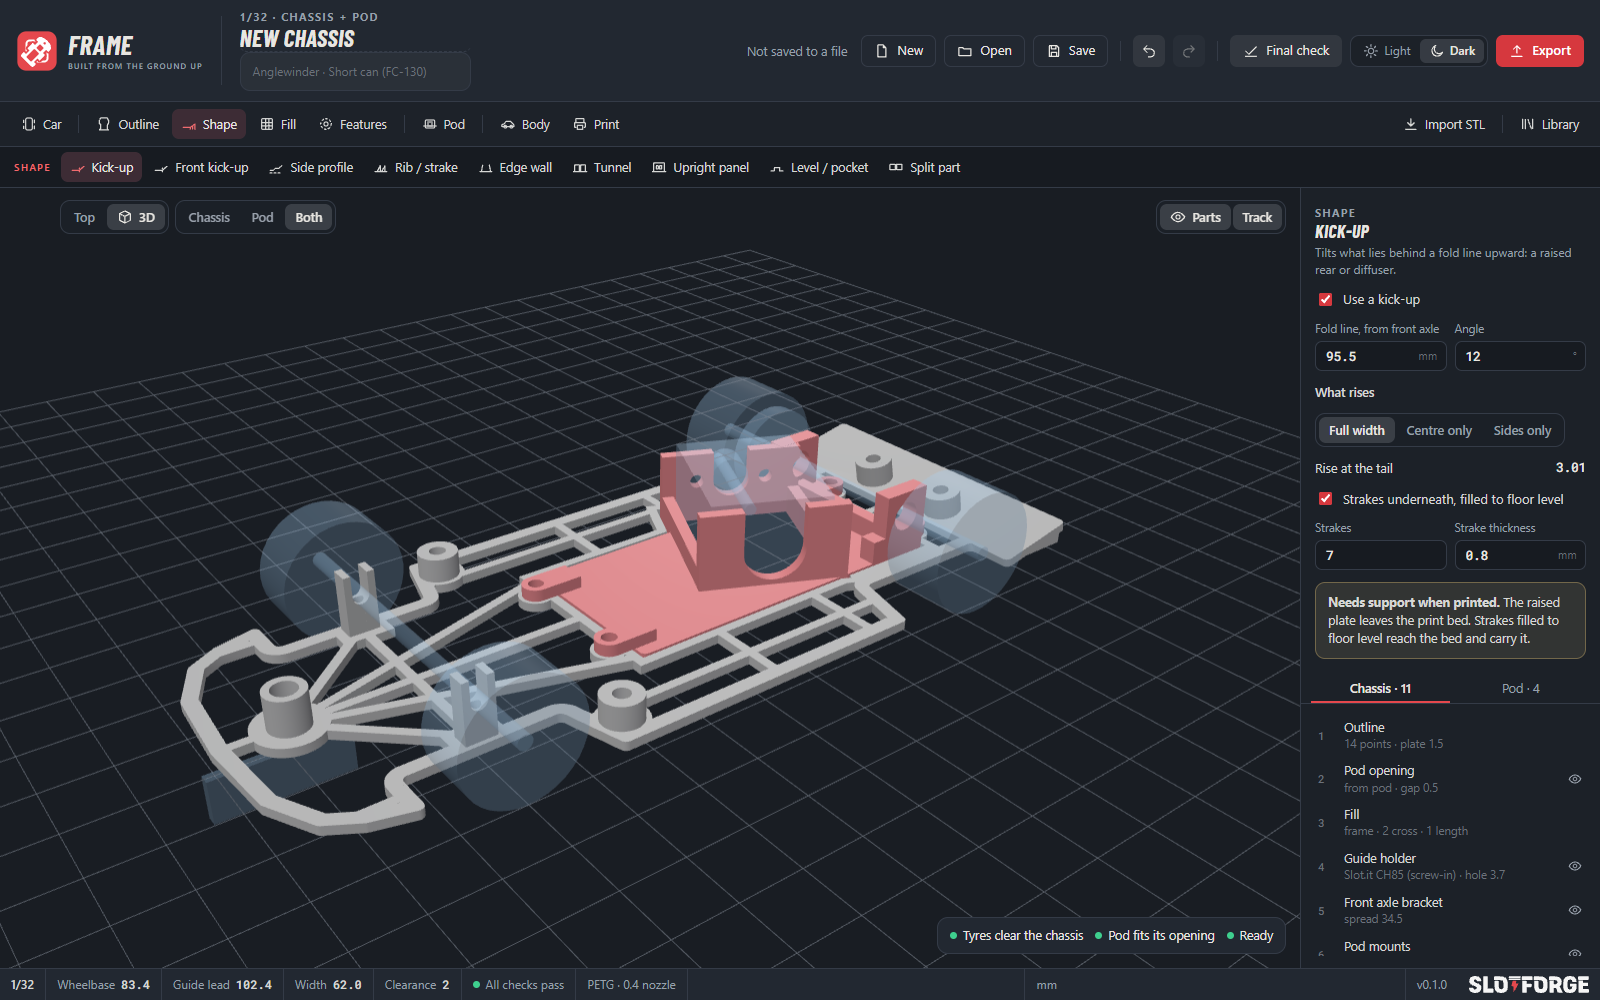 FRAME
BUILT FROM THE GROUND UP
1/32 · CHASSIS + POD
NEW CHASSIS
Anglewinder · Short can (FC-130)
Not saved to a file
New
Open
Save
Final check
Light
Dark
Export
Car
Outline
Shape
Fill
Features
Pod
Body
Print
Import STL
Library
SHAPE
Kick-up
Front kick-up
Side profile
Rib / strake
Edge wall
Tunnel
Upright panel
Level / pocket
Split part
Top
3D
Chassis
Pod
Both
Parts
Track
SHAPE
KICK-UP
Tilts what lies behind a fold line upward: a raised
rear or diffuser.
Use a kick-up
Fold line, from front axle
Angle
95.5 mm
12 °
What rises
Full width
Centre only
Sides only
Rise at the tail
3.01
Strakes underneath, filled to floor level
Strakes
Strake thickness
7
0.8 mm
Needs support when printed. The raised
plate leaves the print bed. Strakes filled to
floor level reach the bed and carry it.
Chassis · 11
Pod · 4
1
Outline
14 points · plate 1.5
2
Pod opening
from pod · gap 0.5
3
Fill
frame · 2 cross · 1 length
4
Guide holder
Slot.it CH85 (screw-in) · hole 3.7
5
Front axle bracket
spread 34.5
6
Pod mounts
Tyres clear the chassis
Pod fits its opening
Ready
1/32
Wheelbase 83.4
Guide lead 102.4
Width 62.0
Clearance 2
All checks pass
PETG · 0.4 nozzle
mm
v0.1.0
SLOTFORGE